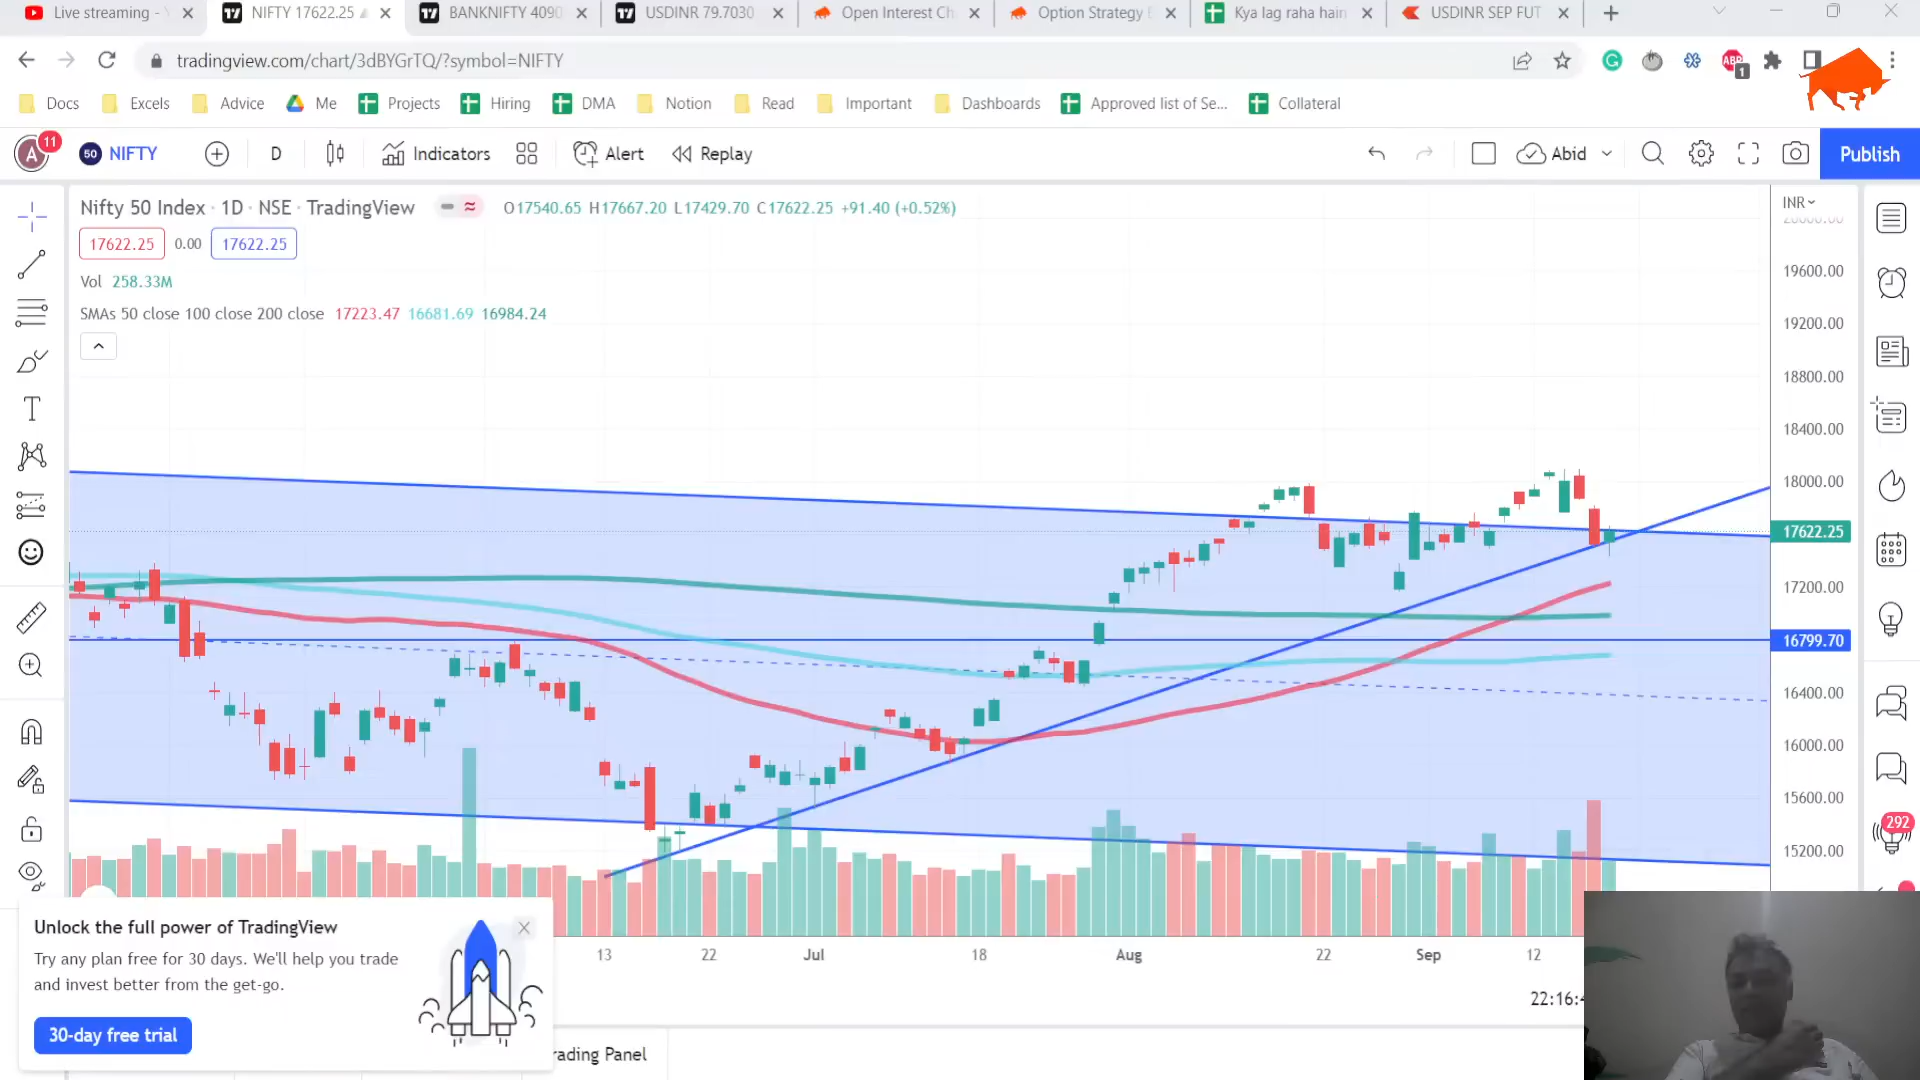 Live streaming -
NIFTY 17622.25
BANKNIFTY 4090
USDINR 79.7030
Open Interest Ch
Option Strategy B
Kya lag raha hain
USDINR SEP FUT
tradingview.com/chart/3dBYGrTQ/?symbol=NIFTY
G
ABP
1
Docs
Excels
Advice
Me
Projects
Hiring
DMA
Notion
Read
Important
Dashboards
Approved list of Se...
Collateral
A
11
50
NIFTY
D
Indicators
Alert
Replay
Abid
Publish
Nifty 50 Index · 1D · NSE · TradingView
O17540.65 H17667.20 L17429.70 C17622.25 +91.40 (+0.52%)
INR
17622.25
0.00
17622.25
Vol 258.33M
SMAs 50 close 100 close 200 close 17223.47 16681.69 16984.24
19600.00
19200.00
18800.00
18400.00
18000.00
17622.25
17200.00
16799.70
16400.00
16000.00
15600.00
15200.00
292
Unlock the full power of TradingView
Try any plan free for 30 days. We'll help you trade
and invest better from the get-go.
30-day free trial
13
22
Jul
18
Aug
22
Sep
12
22:16:
rading Panel